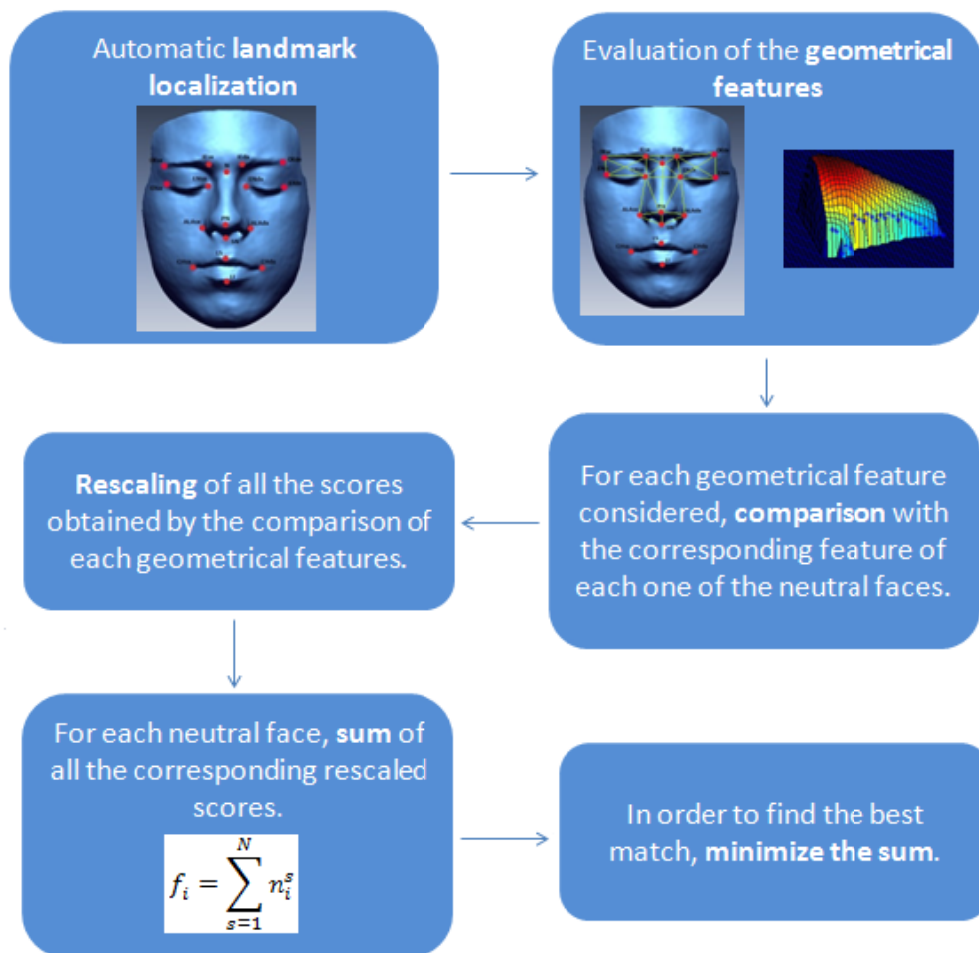 Automatic landmark
localization
Evaluation of the geometrical
features
For each geometrical feature
considered, comparison with
the corresponding feature of
each one of the neutral faces.
Rescaling of all the scores
obtained by the comparison of
each geometrical features.
For each neutral face, sum of
all the corresponding rescaled
scores.
f_i = \sum_{s=1}^{N} n_i^s
In order to find the best
match, minimize the sum.